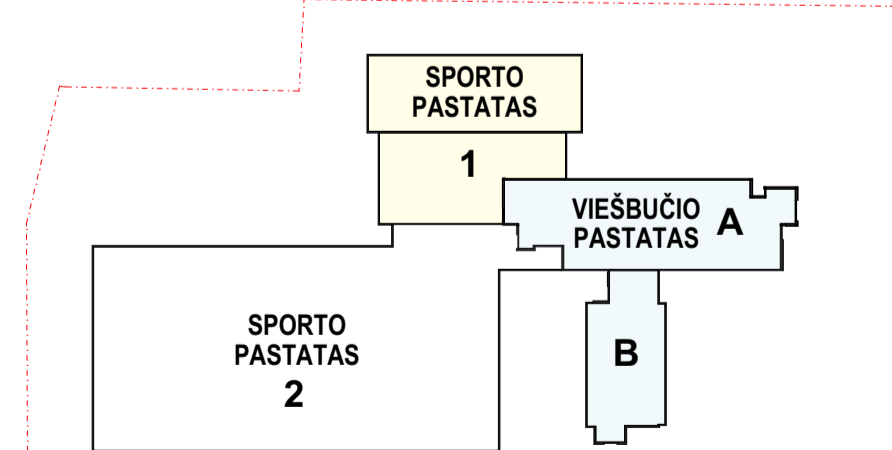 SPORTO
PASTATAS
1
VIEŠBUČIO
PASTATAS
A
SPORTO
PASTATAS
2
B